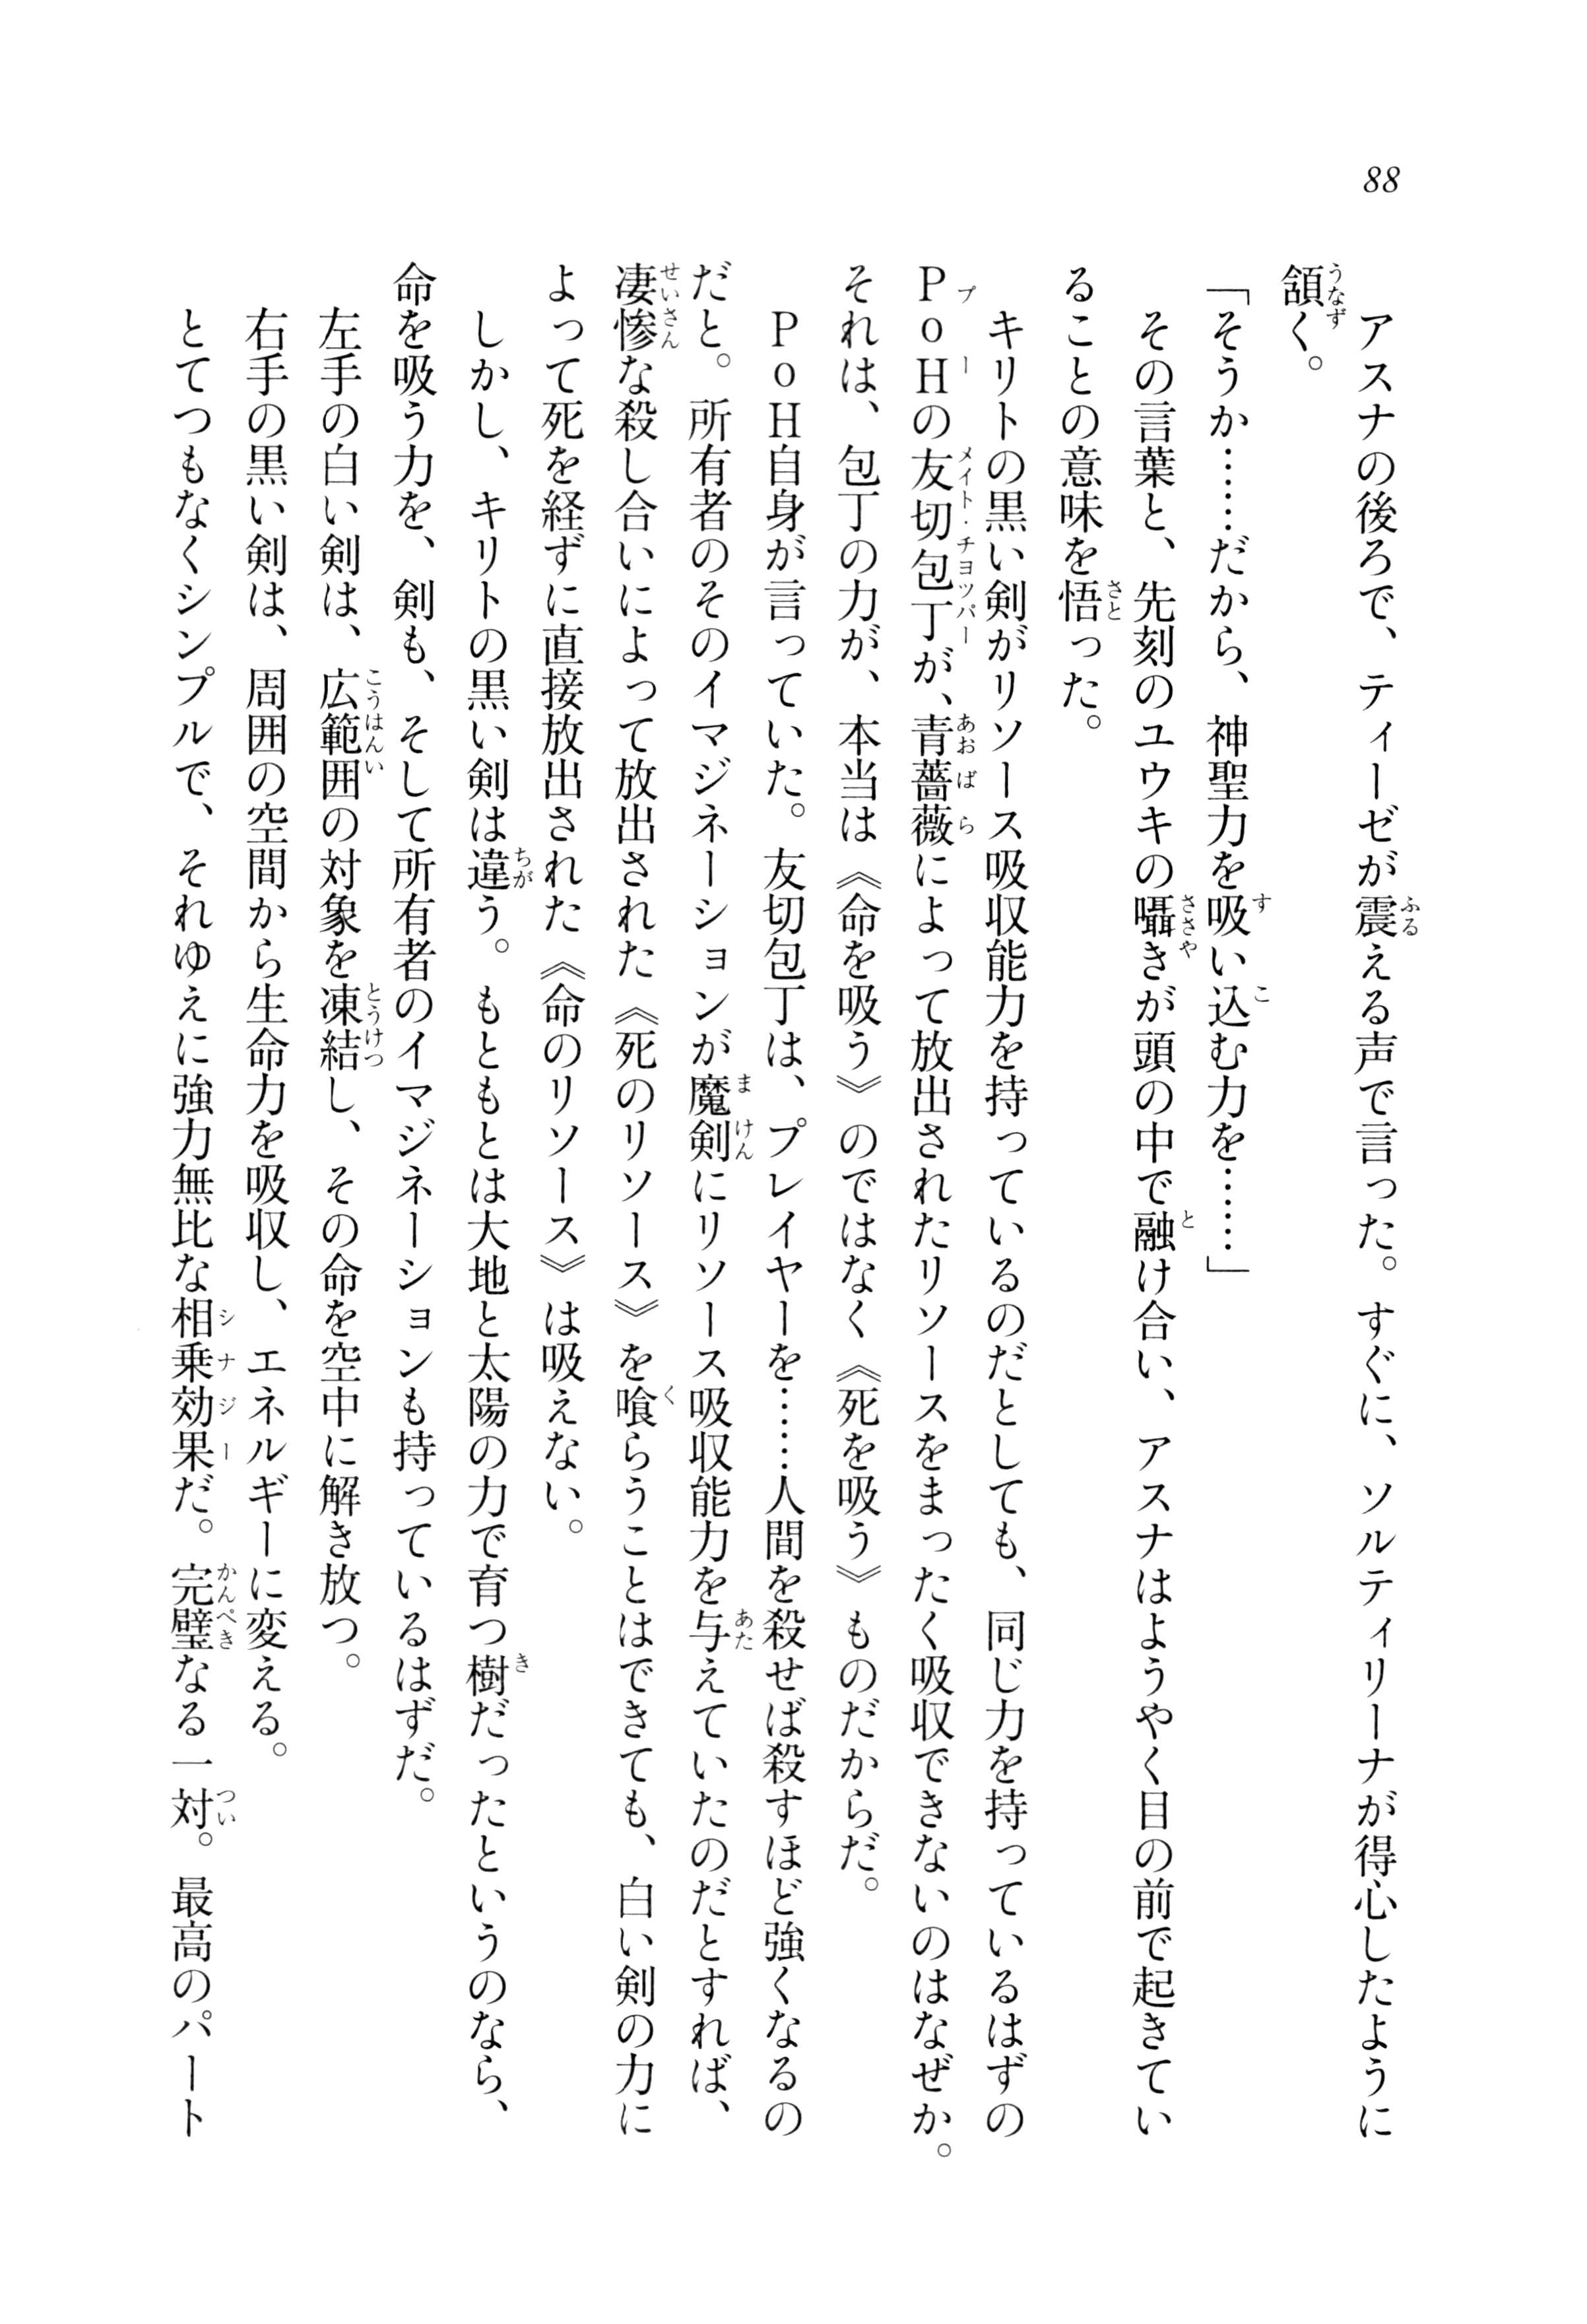 88
アスナの後ろで、ティーゼが震える声で言った。すぐに、ソルティリーナが得心したように
頷く。
「そうか……だから、神聖力を吸い込む力を……」
その言葉と、先刻のユウキの囁きが頭の中で融け合い、アスナはようやく目の前で起きてい
ることの意味を悟った。
キリトの黒い剣がリソース吸収能力を持っているのだとしても、同じ力を持っているはずの
PoHの友切包丁が、青薔薇によって放出されたリソースをまったく吸収できないのはなぜか。
それは、包丁の力が、本当は《命を吸う》のではなく《死を吸う》ものだからだ。
PoH自身が言っていた。友切包丁は、プレイヤーを……人間を殺せば殺すほど強くなるの
だと。所有者のそのイマジネーションが魔剣にリソース吸収能力を与えていたのだとすれば、
凄惨な殺し合いによって放出された《死のリソース》を喰らうことはできても、白い剣の力に
よって死を経ずに直接放出された《命のリソース》は吸えない。
しかし、キリトの黒い剣は違う。もともとは大地と太陽の力で育つ樹だったというのなら、
命を吸う力を、剣も、そして所有者のイマジネーションも持っているはずだ。
左手の白い剣は、広範囲の対象を凍結し、その命を空中に解き放つ。
右手の黒い剣は、周囲の空間から生命力を吸収し、エネルギーに変える。
とてつもなくシンプルで、それゆえに強力無比な相乗効果だ。完璧なる一対。最高のパート